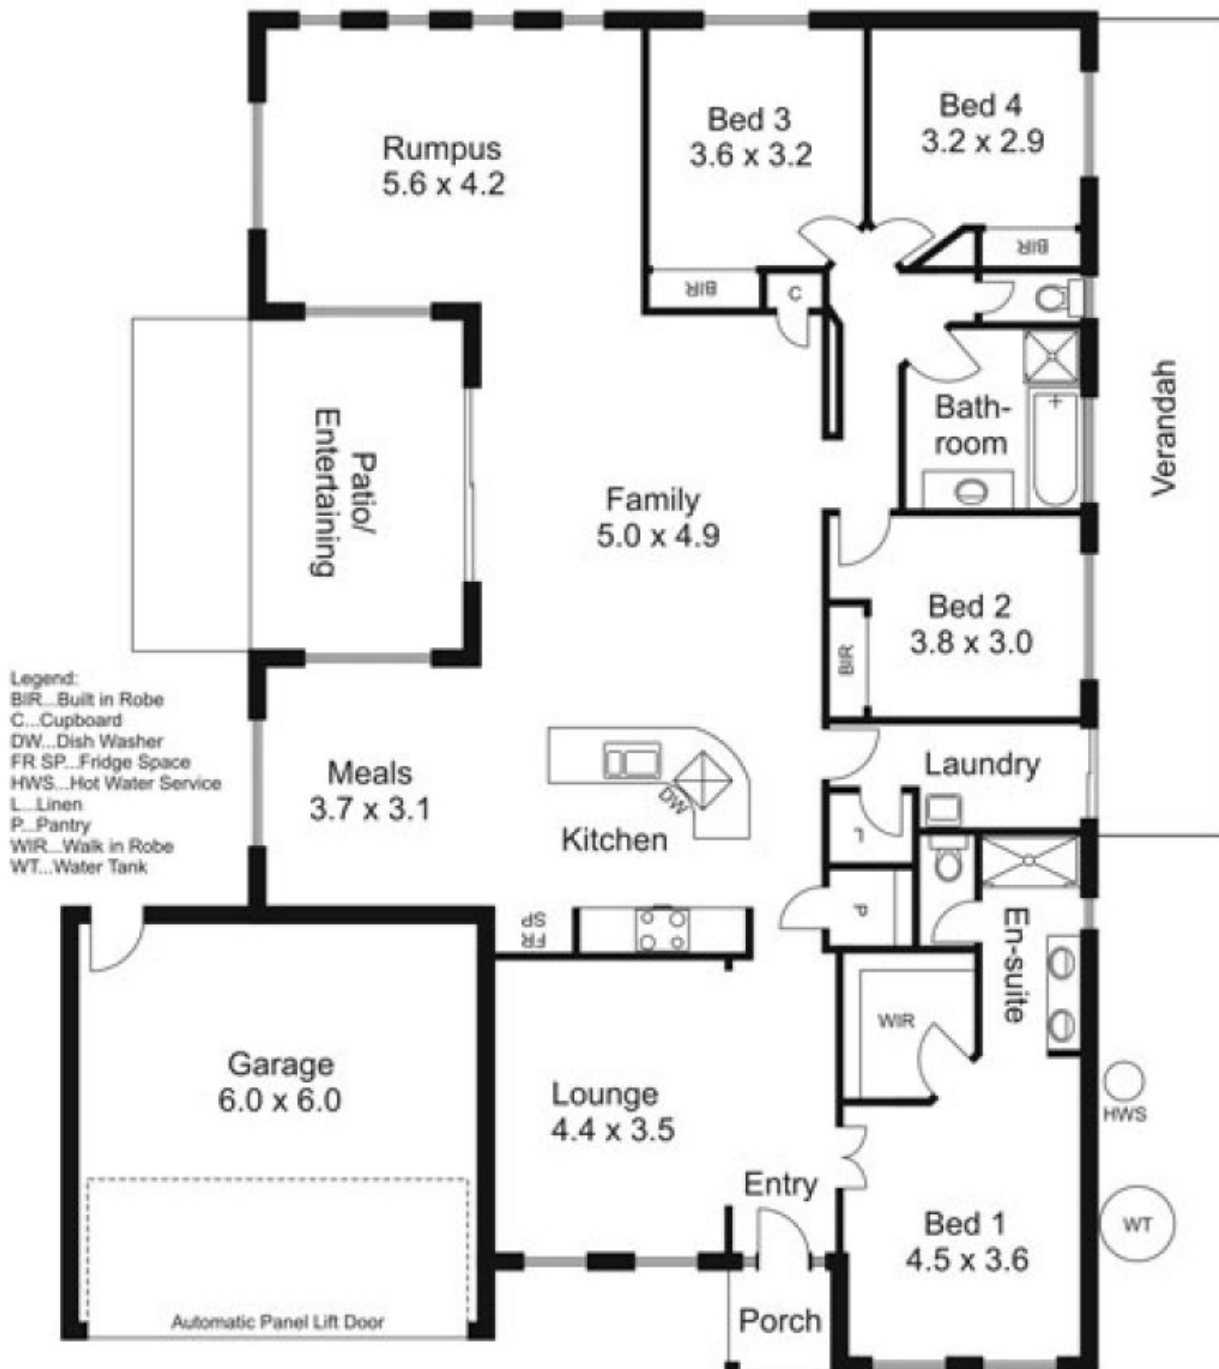 Rumpus
5.6 x 4.2
Bed 3
3.6 x 3.2
Bed 4
3.2 x 2.9
BIR
BIR
C
Patio/
Entertaining
Family
5.0 x 4.9
Bath-
room
Verandah
Bed 2
3.8 x 3.0
BIR
Legend:
BIR...Built in Robe
C...Cupboard
DW...Dish Washer
FR SP...Fridge Space
HWS...Hot Water Service
L...Linen
P...Pantry
WIR...Walk in Robe
WT...Water Tank
Meals
3.7 x 3.1
DW
Kitchen
Laundry
L
P
FR
SP
En-suite
WIR
Garage
6.0 x 6.0
Lounge
4.4 x 3.5
HWS
Entry
Bed 1
4.5 x 3.6
WT
Automatic Panel Lift Door
Porch